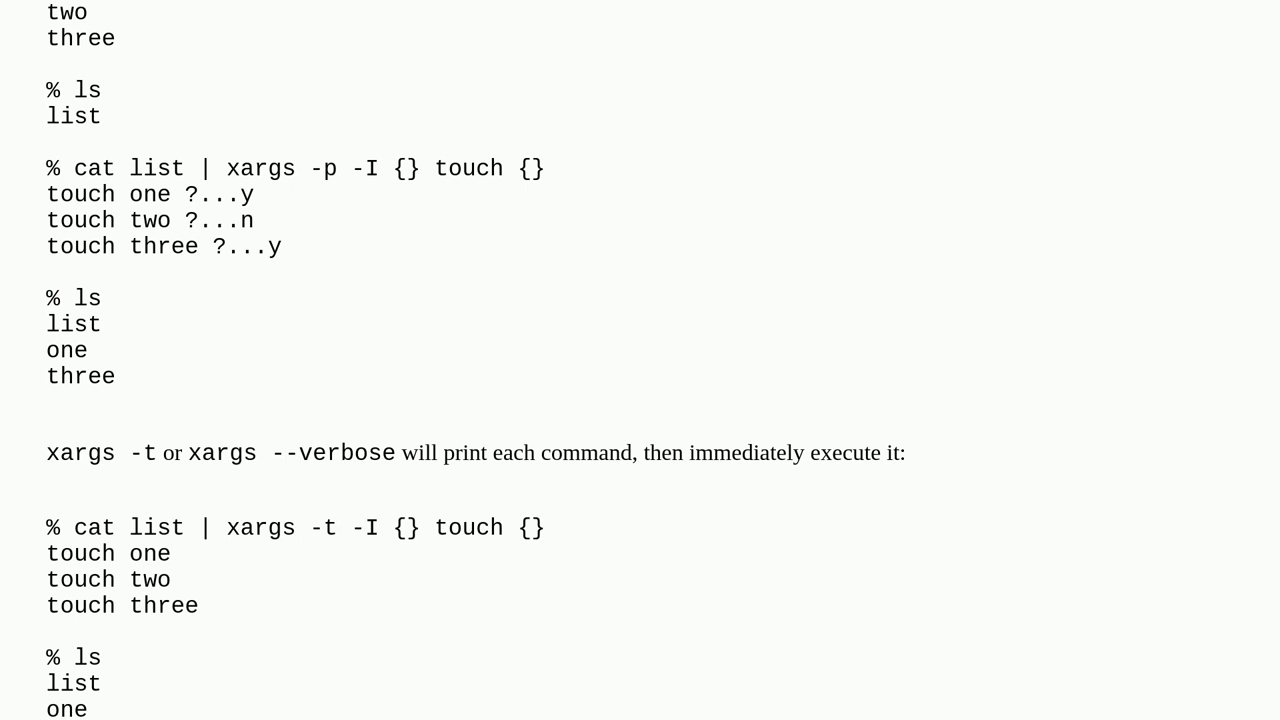 two
three
% ls
list
% cat list | xargs -p -I {} touch {}
touch one ?...y
touch two ?...n
touch three ?...y
% ls
list
one
three
xargs -t or xargs --verbose will print each command, then immediately execute it:
% cat list | xargs -t -I {} touch {}
touch one
touch two
touch three
% ls
list
one